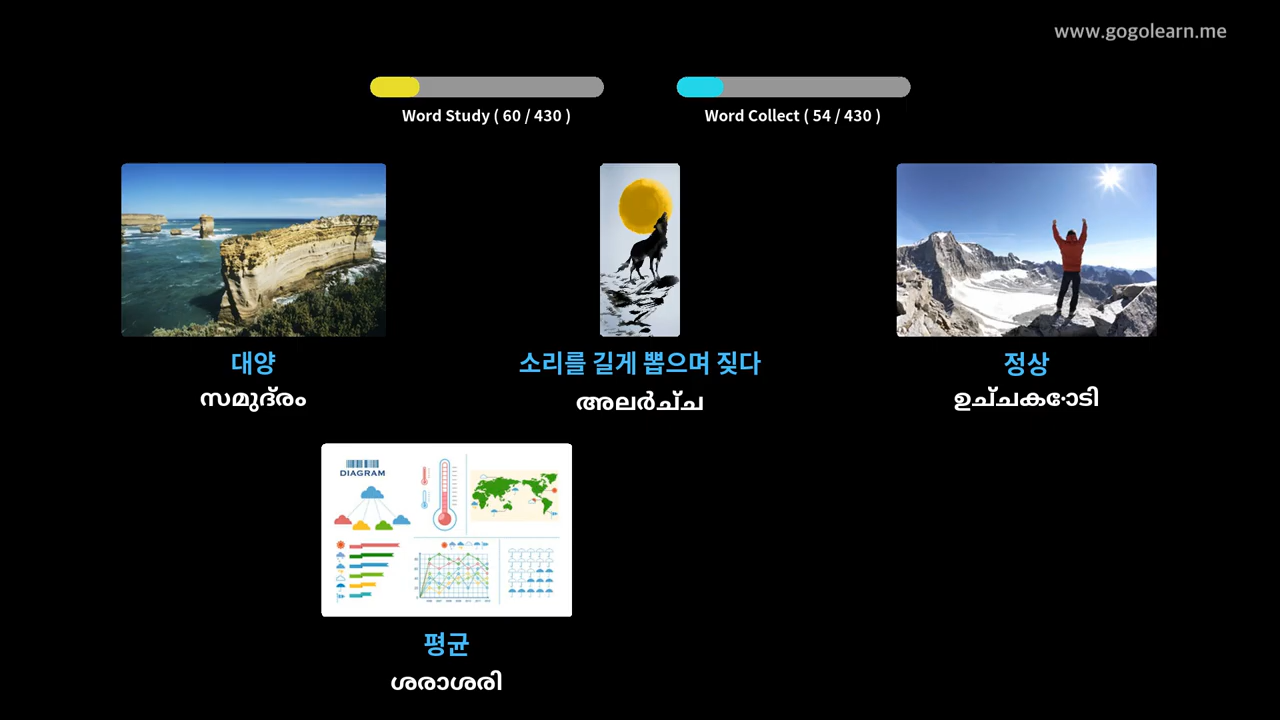 www.gogolearn.me
Word Study ( 60 / 430 )
Word Collect ( 54 / 430 )
대양
സമുദ്രം
소리를 길게 뽑으며 짖다
അലർച്ച
정상
ഉച്ചകോടി
DIAGRAM
평균
ശരാശരി